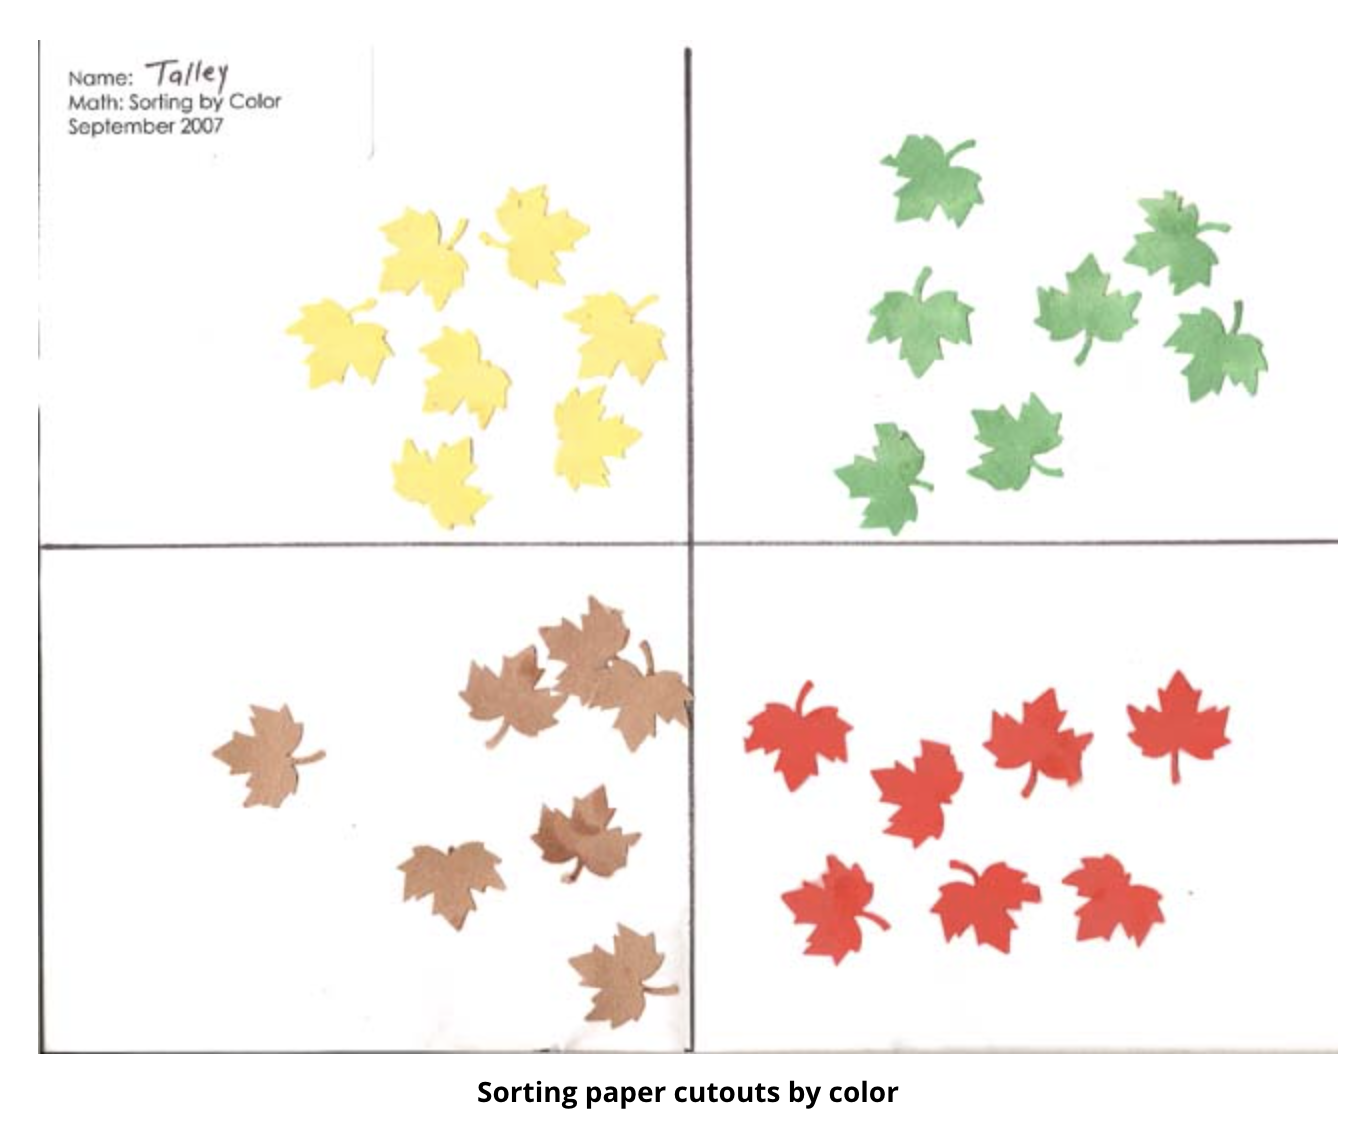 Name: Talley
Math: Sorting by Color
September 2007
Sorting paper cutouts by color